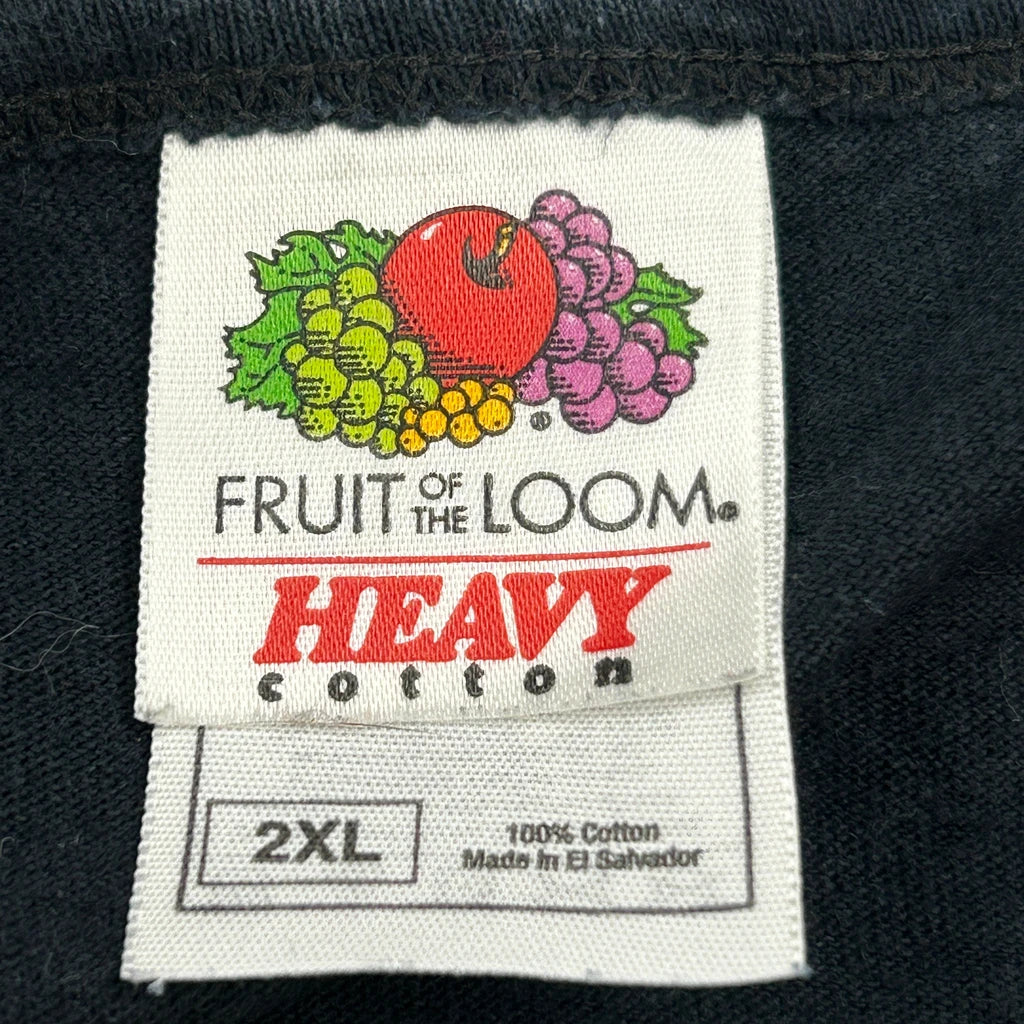 ®
FRUIT OF THE LOOM®
HEAVY
cotton
2XL
100% Cotton
Made in El Salvador